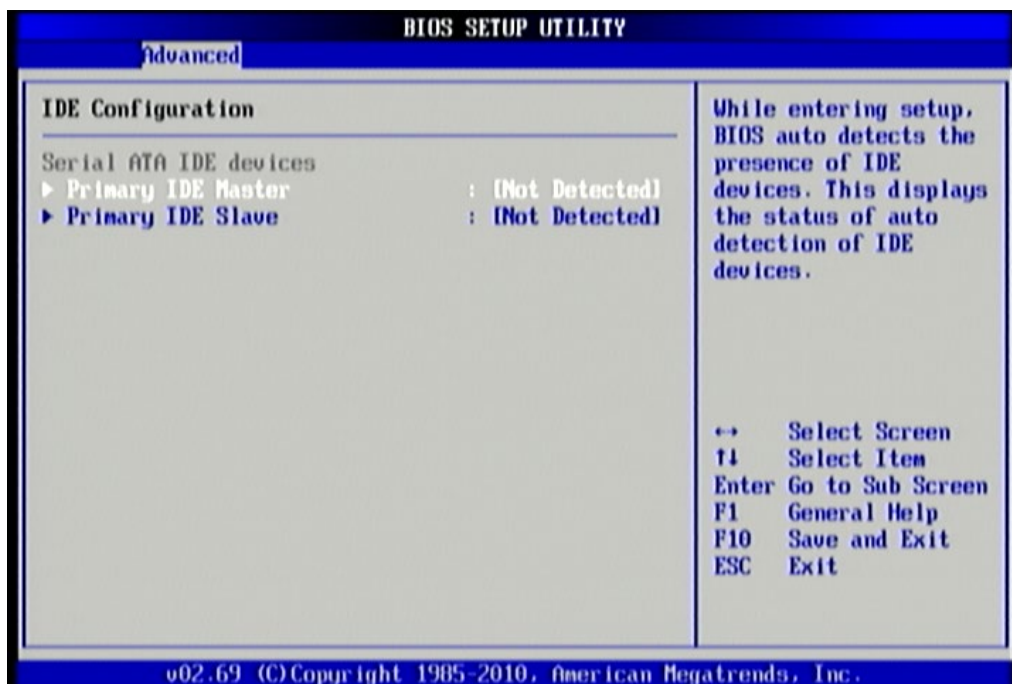 BIOS SETUP UTILITY
Advanced
IDE Configuration
Serial ATA IDE devices
▶ Primary IDE Master : [Not Detected]
▶ Primary IDE Slave : [Not Detected]
While entering setup,
BIOS auto detects the
presence of IDE
devices. This displays
the status of auto
detection of IDE
devices.
↔ Select Screen
↑↓ Select Item
Enter Go to Sub Screen
F1 General Help
F10 Save and Exit
ESC Exit
v02.69 (C)Copyright 1985-2010, American Megatrends, Inc.